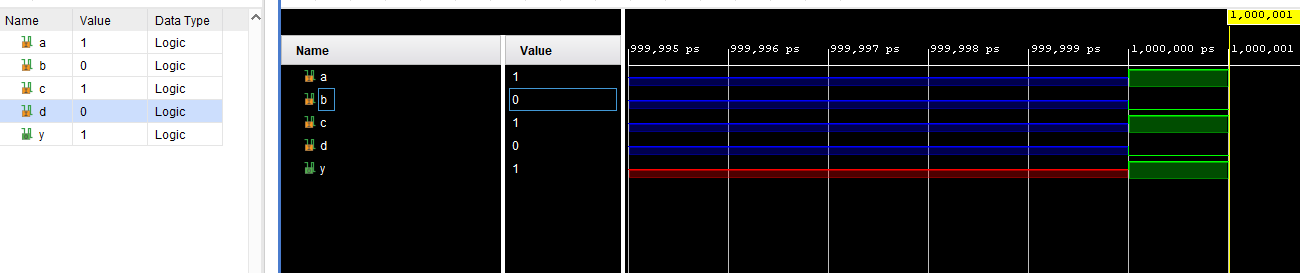 Name Value Data Type
a 1 Logic
b 0 Logic
c 1 Logic
d 0 Logic
y 1 Logic
1,000,001
Name Value
999,995 ps 999,996 ps 999,997 ps 999,998 ps 999,999 ps 1,000,000 ps 1,000,001
a 1
b 0
c 1
d 0
y 1